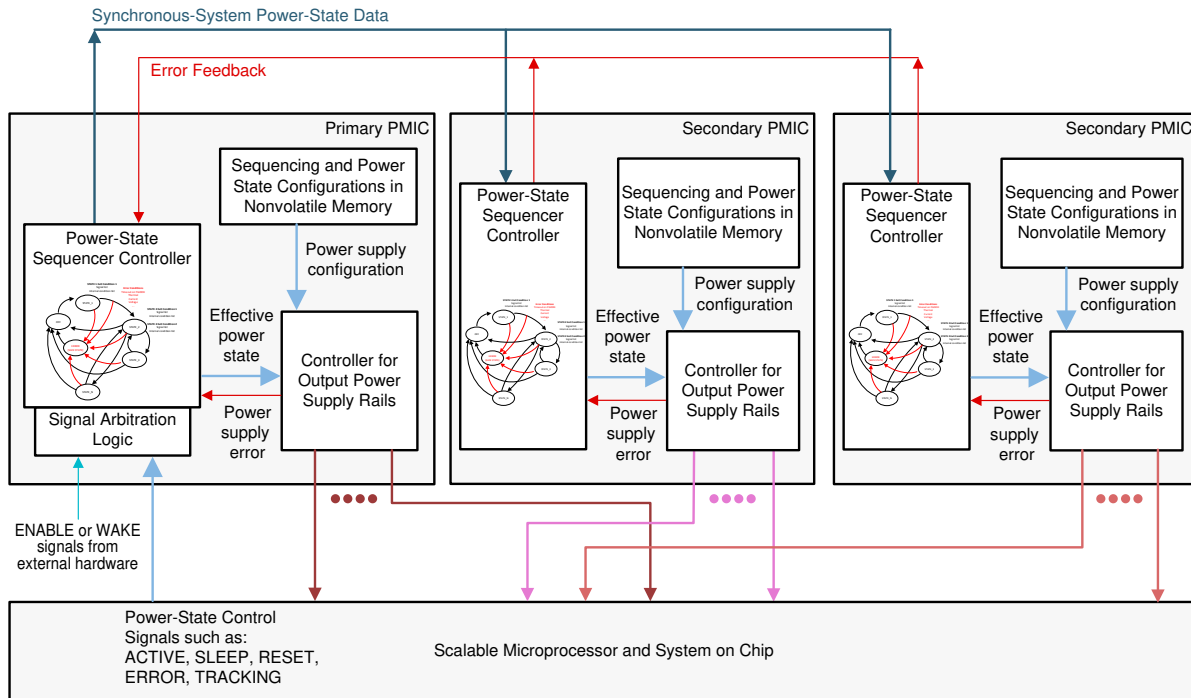 Synchronous-System Power-State Data
Error Feedback
Primary PMIC
Sequencing and Power
State Configurations in
Nonvolatile Memory
Power-State
Sequencer Controller
Power supply
configuration
Effective
power
state
Controller for
Output Power
Supply Rails
Power
supply
error
Signal Arbitration
Logic
ENABLE or WAKE
signals from
external hardware
Secondary PMIC
Sequencing and Power
State Configurations in
Nonvolatile Memory
Power-State
Sequencer
Controller
Power supply
configuration
Effective
power
state
Controller for
Output Power
Supply Rails
Power
supply
error
Secondary PMIC
Sequencing and Power
State Configurations in
Nonvolatile Memory
Power-State
Sequencer
Controller
Power supply
configuration
Effective
power
state
Controller for
Output Power
Supply Rails
Power
supply
error
Power-State Control
Signals such as:
ACTIVE, SLEEP, RESET,
ERROR, TRACKING
Scalable Microprocessor and System on Chip